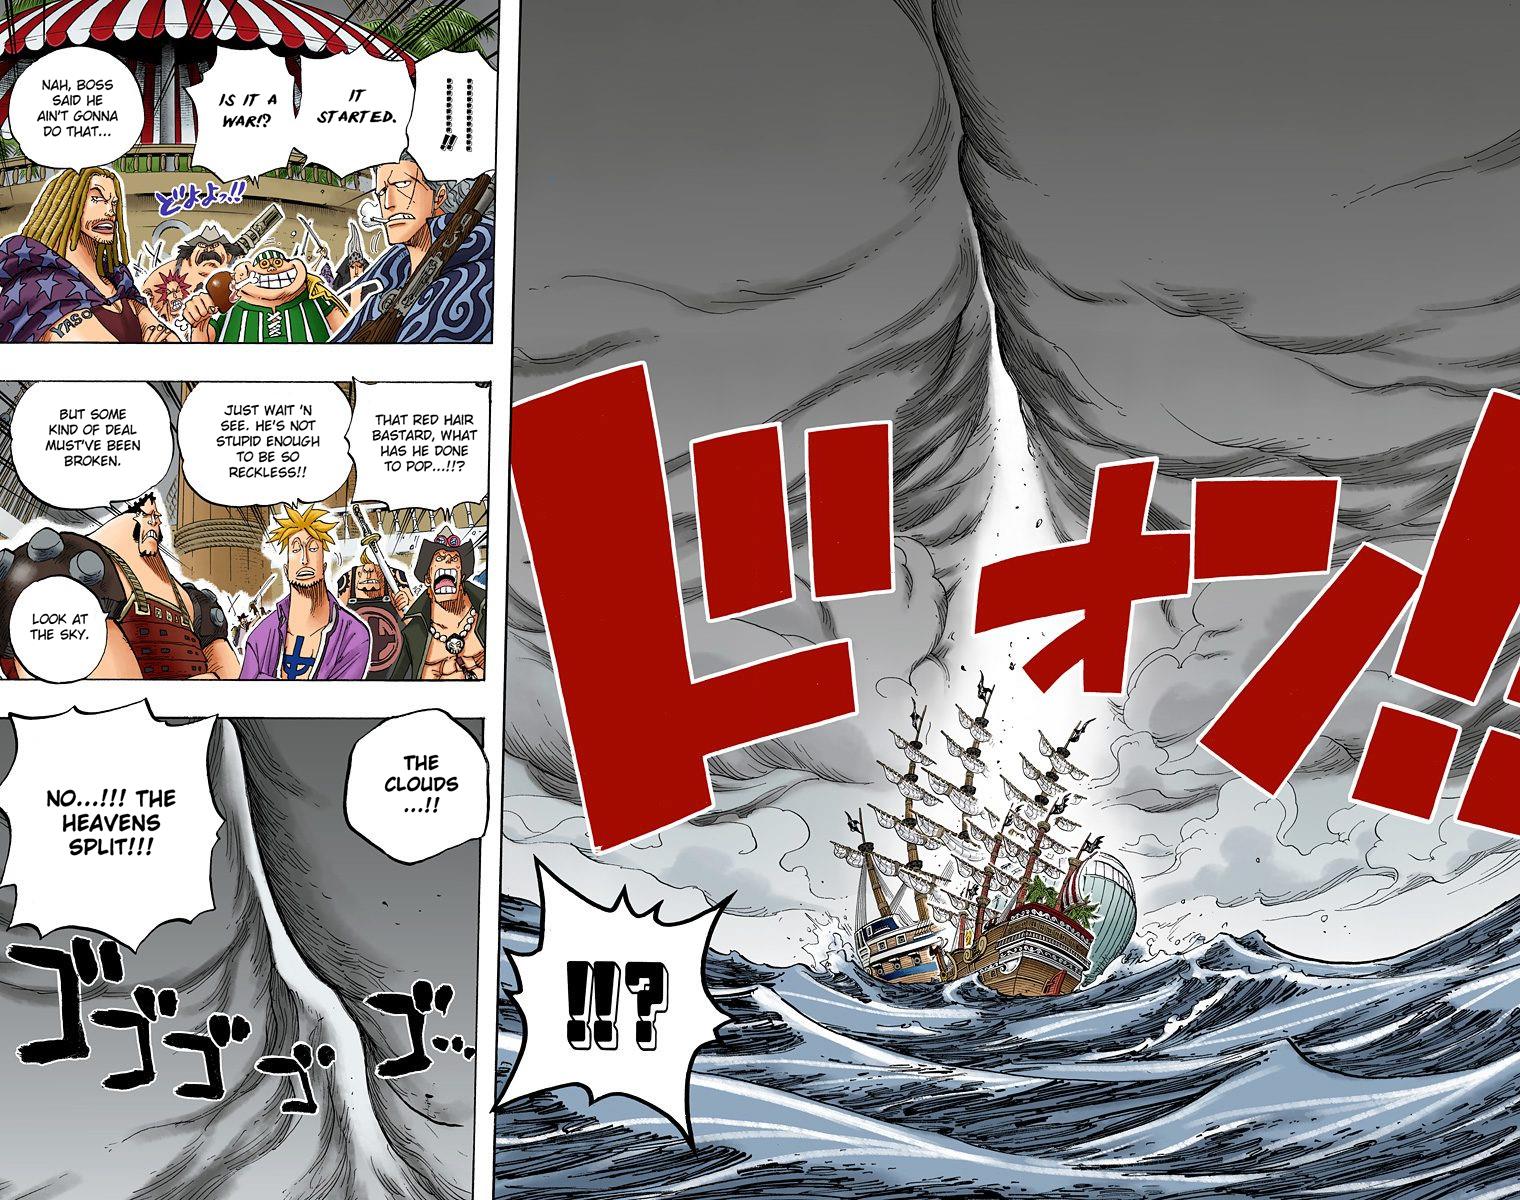 ドオン!!
!!?
!!
IT
STARTED.
IS IT A
WAR!?
NAH, BOSS
SAID HE
AIN'T GONNA
DO THAT...
どよよっ!!
YASO
THAT RED HAIR
BASTARD, WHAT
HAS HE DONE
TO POP...!!?
JUST WAIT 'N
SEE. HE'S NOT
STUPID ENOUGH
TO BE SO
RECKLESS!!
BUT SOME
KIND OF DEAL
MUST'VE BEEN
BROKEN.
LOOK AT
THE SKY.
THE
CLOUDS
...!!
NO...!!! THE
HEAVENS
SPLIT!!!
ゴゴゴゴゴ...